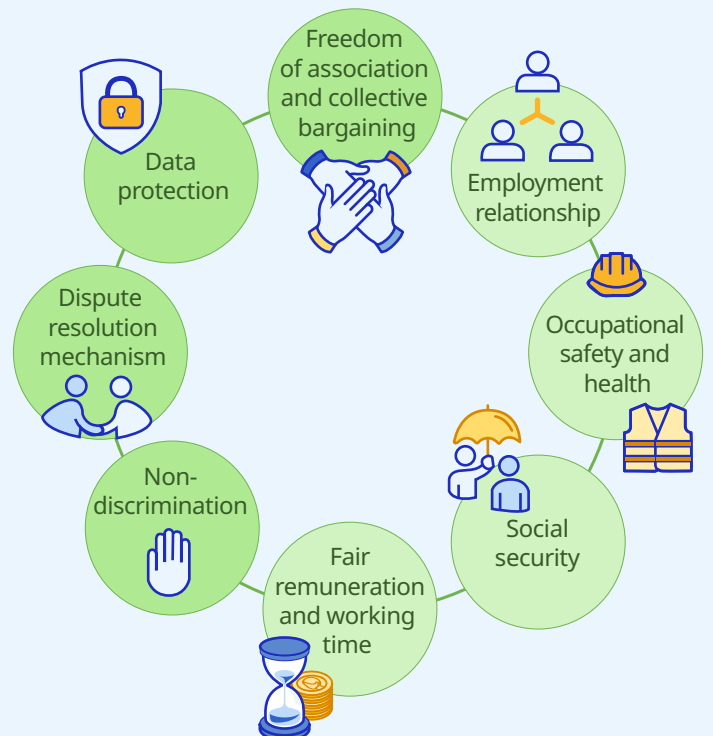 Freedom
of association
and collective
bargaining
Employment
relationship
Occupational
safety and
health
Social
security
Fair
remuneration
and working
time
Non-
discrimination
Dispute
resolution
mechanism
Data
protection